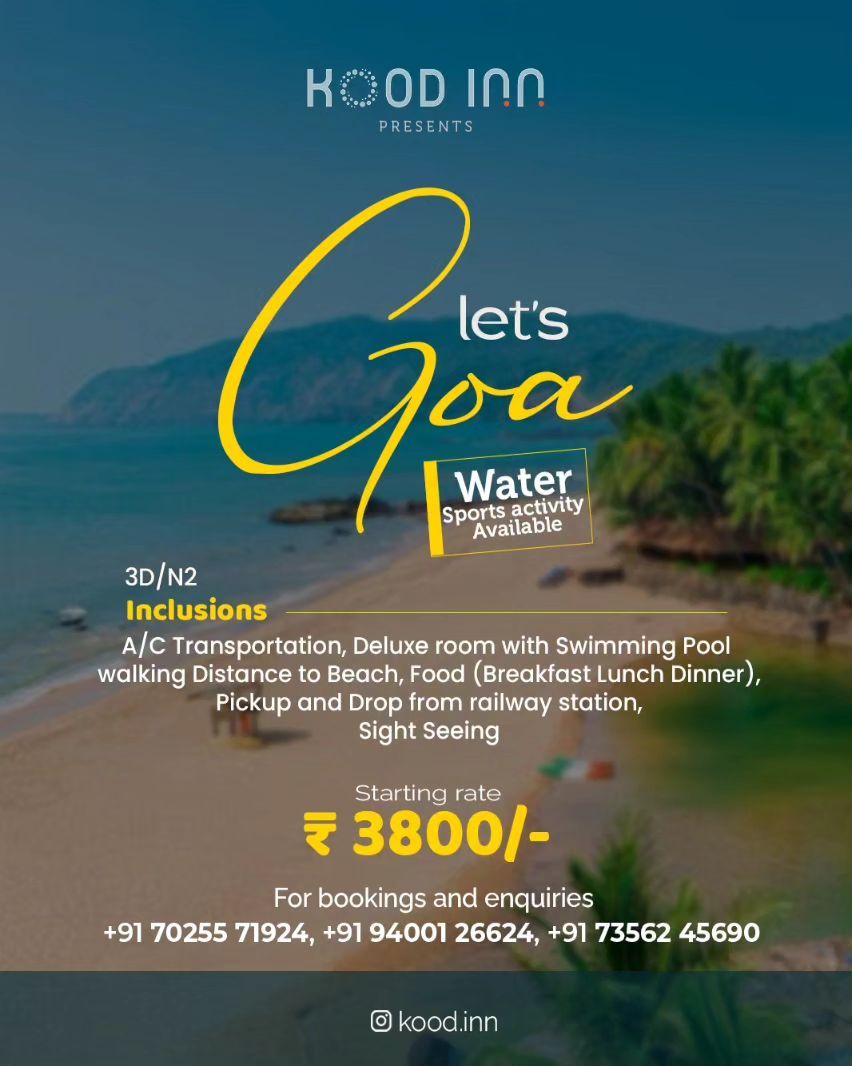 KOOD INN
PRESENTS
let's
Goa
Water
Sports activity
Available
3D/N2
Inclusions
A/C Transportation, Deluxe room with Swimming Pool
walking Distance to Beach, Food (Breakfast Lunch Dinner),
Pickup and Drop from railway station,
Sight Seeing
Starting rate
₹ 3800/-
For bookings and enquiries
+91 70255 71924, +91 94001 26624, +91 73562 45690
kood.inn